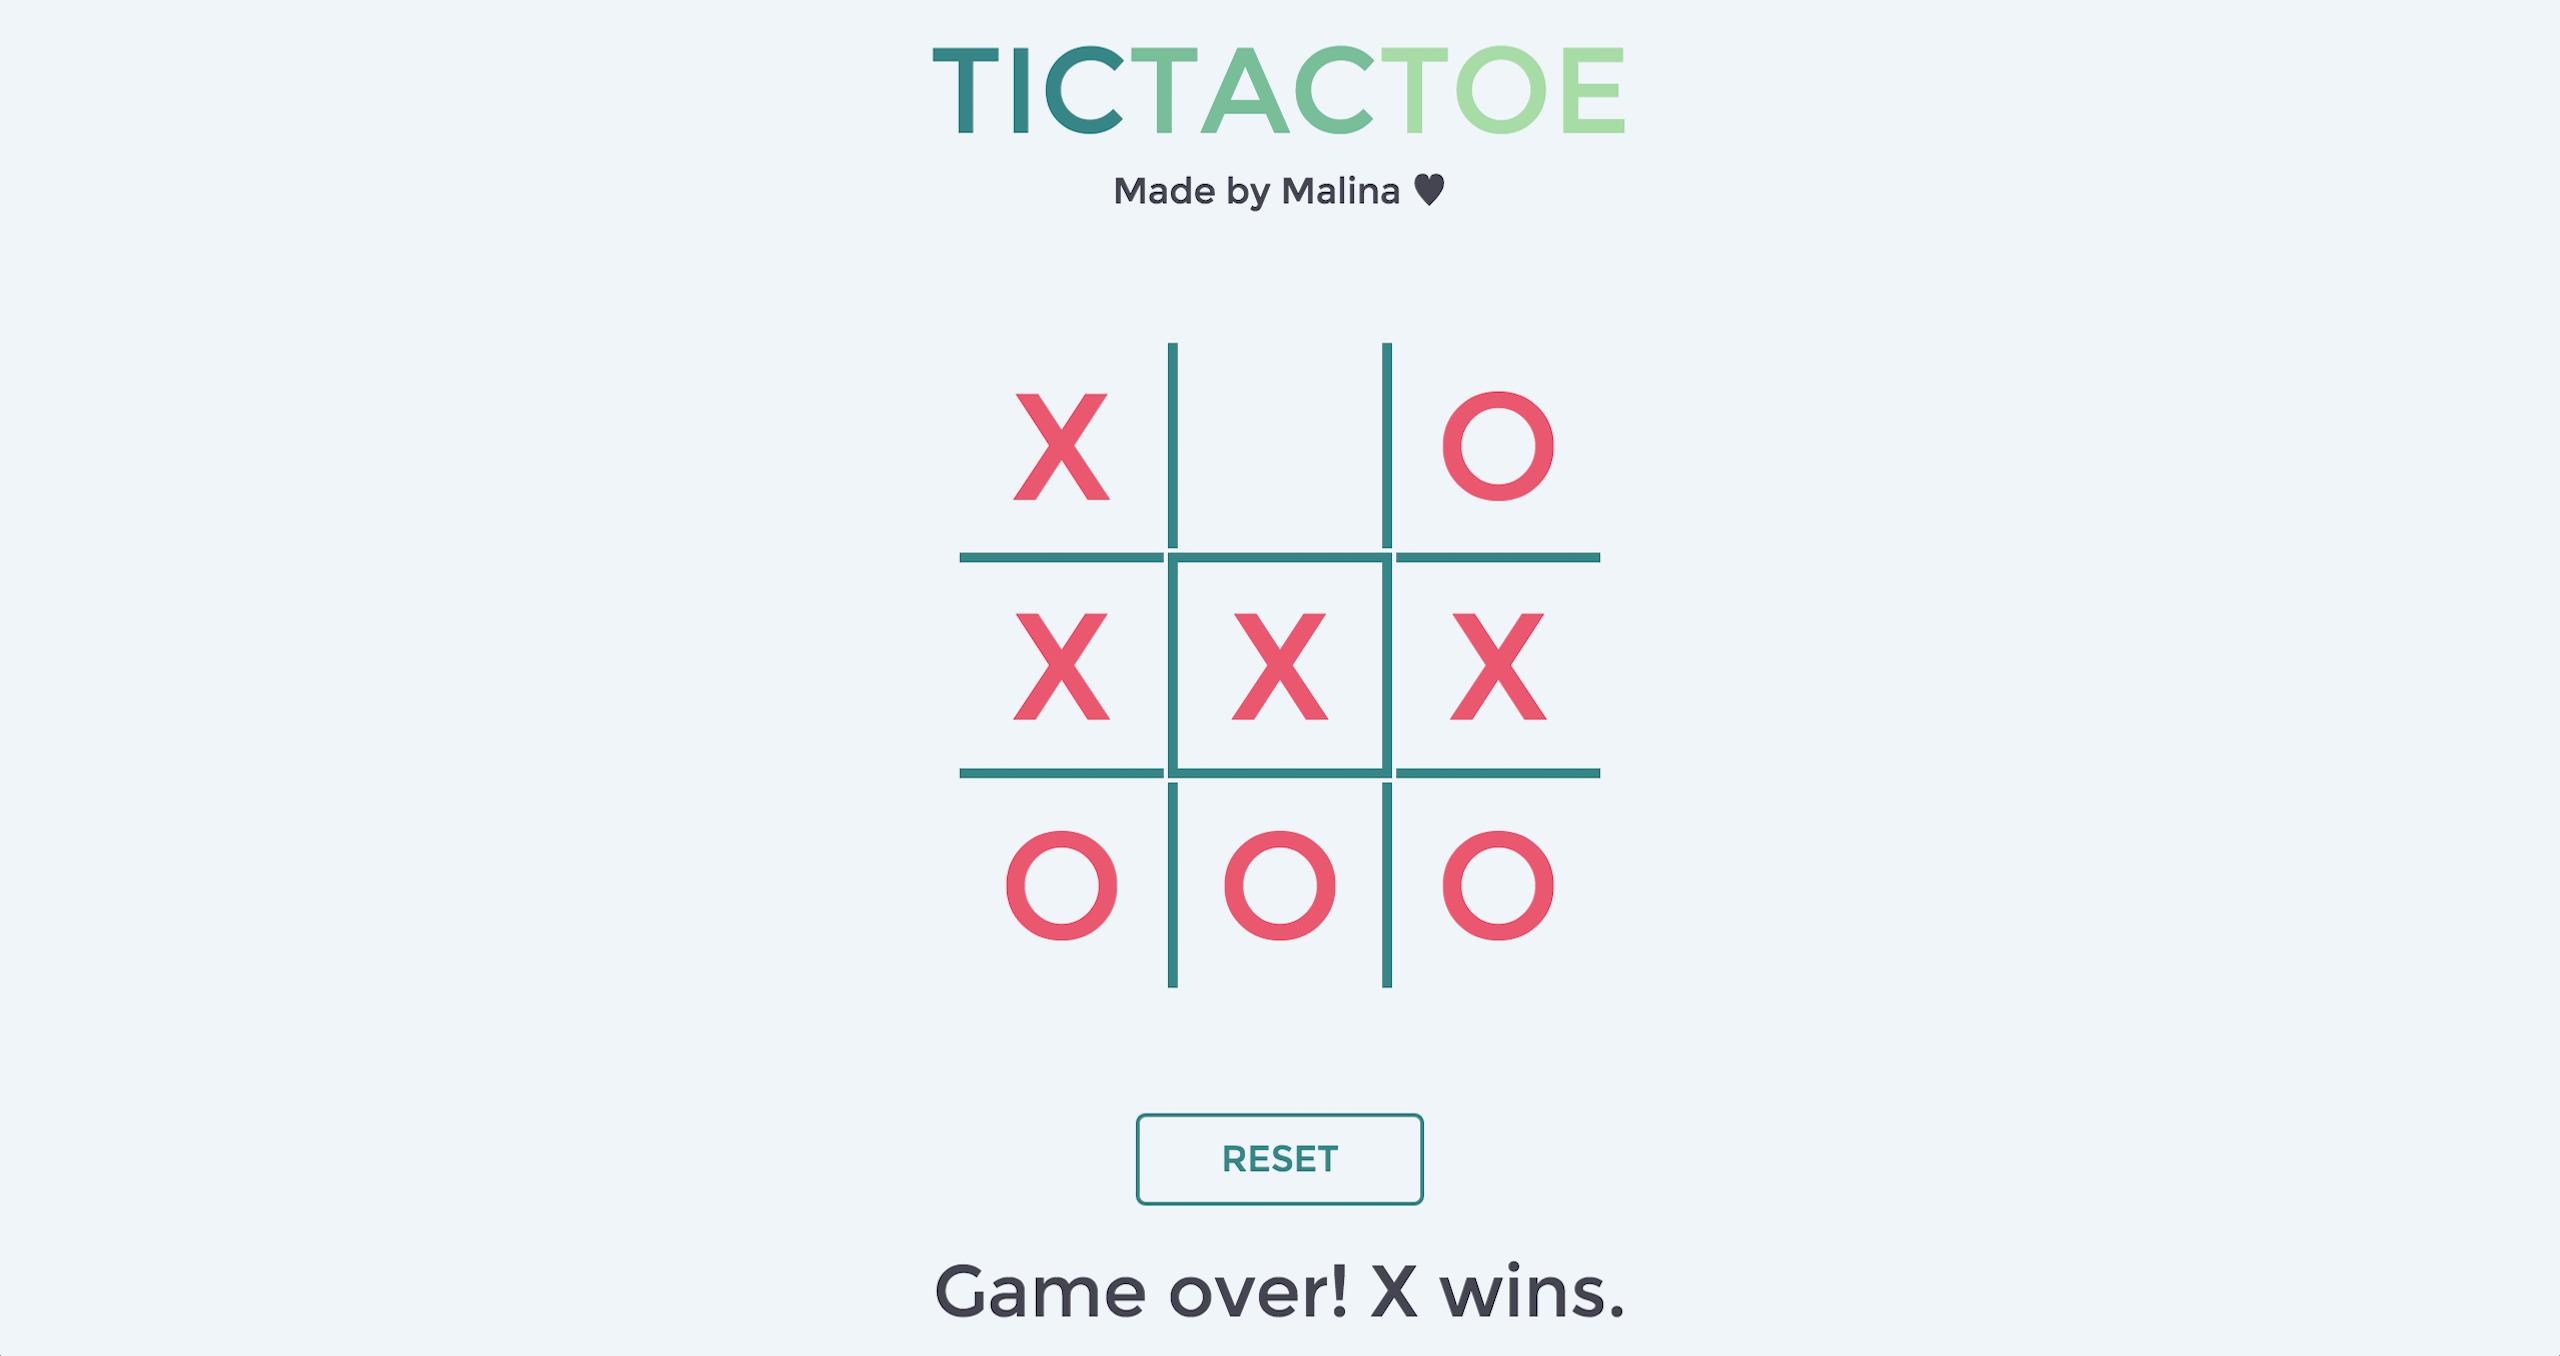 TICTACTOE
Made by Malina ♥
X O
X X X
O O O
RESET
Game over! X wins.